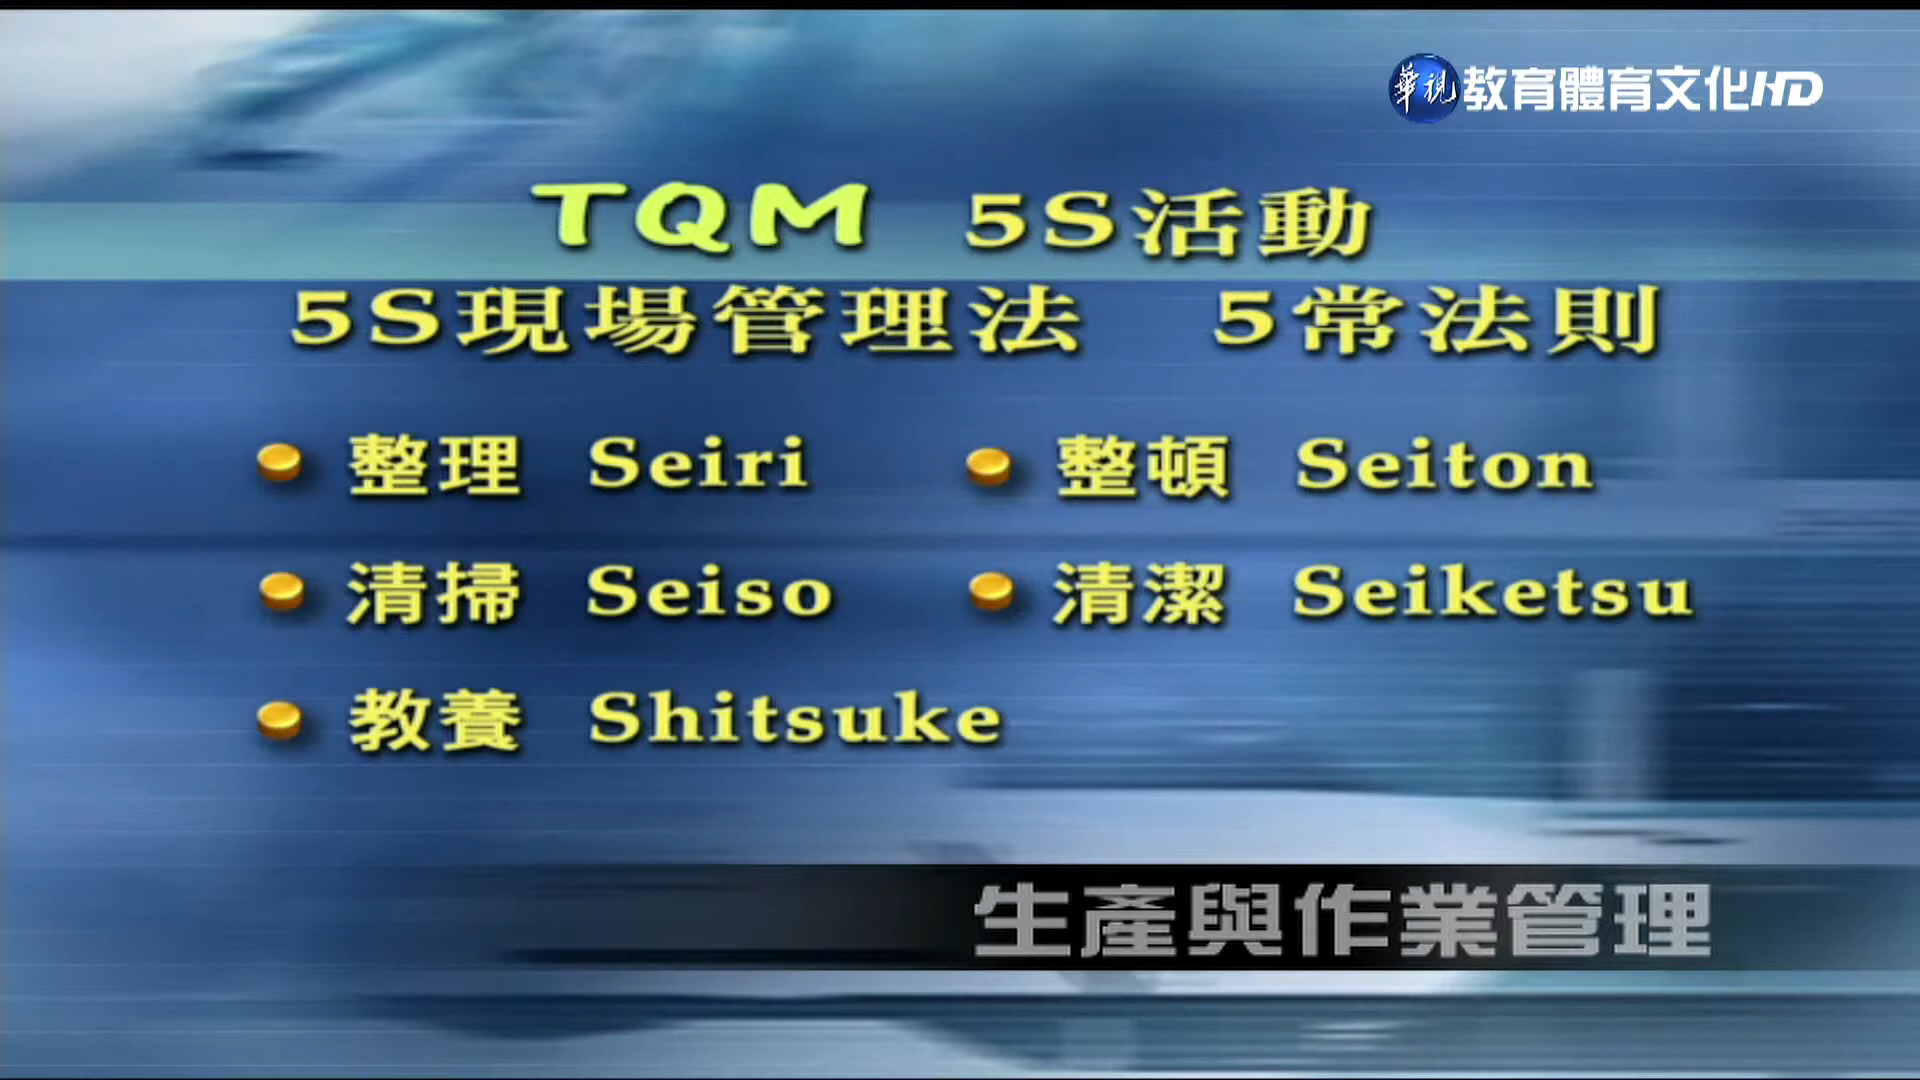 華視 教育體育文化HD
TQM 5S活動
5S現場管理法 5常法則
整理 Seiri 整頓 Seiton
清掃 Seiso 清潔 Seiketsu
教養 Shitsuke
生產與作業管理